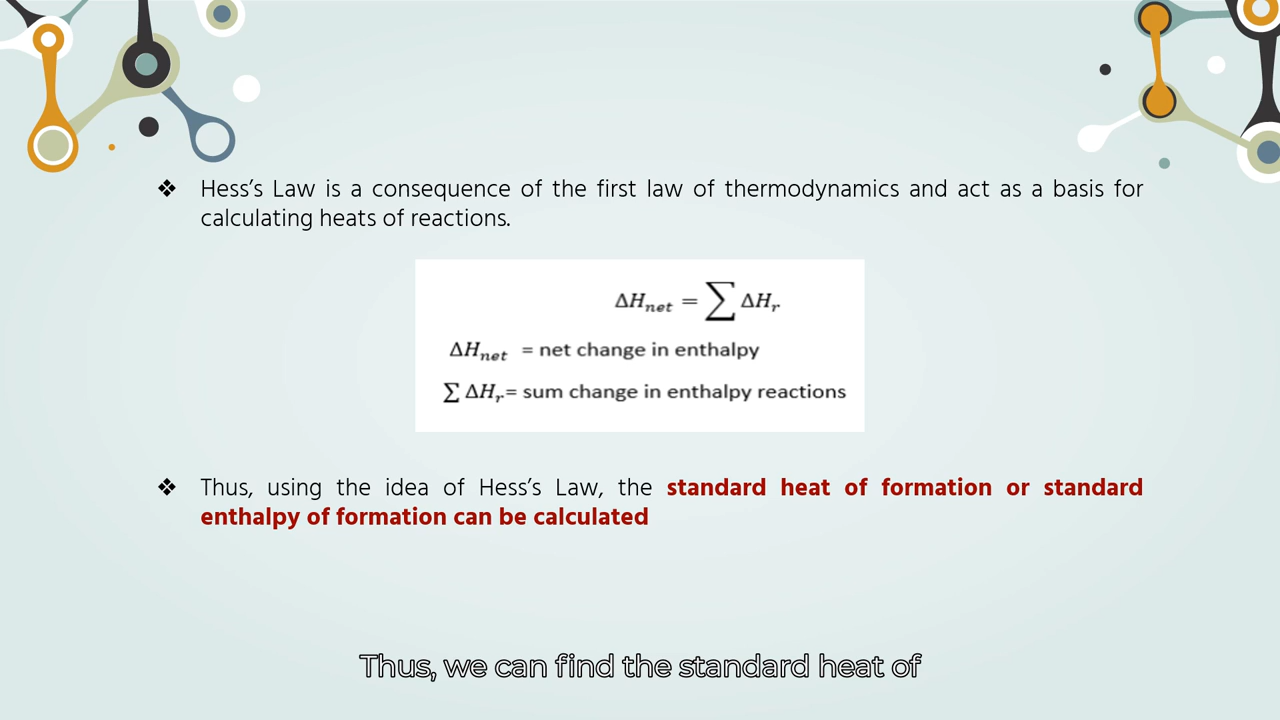 ❖ Hess’s Law is a consequence of the first law of thermodynamics and act as a basis for
calculating heats of reactions.
ΔH_net = ∑ ΔH_r
ΔH_net = net change in enthalpy
∑ ΔH_r= sum change in enthalpy reactions
❖ Thus, using the idea of Hess’s Law, the standard heat of formation or standard
enthalpy of formation can be calculated
Thus, we can find the standard heat of